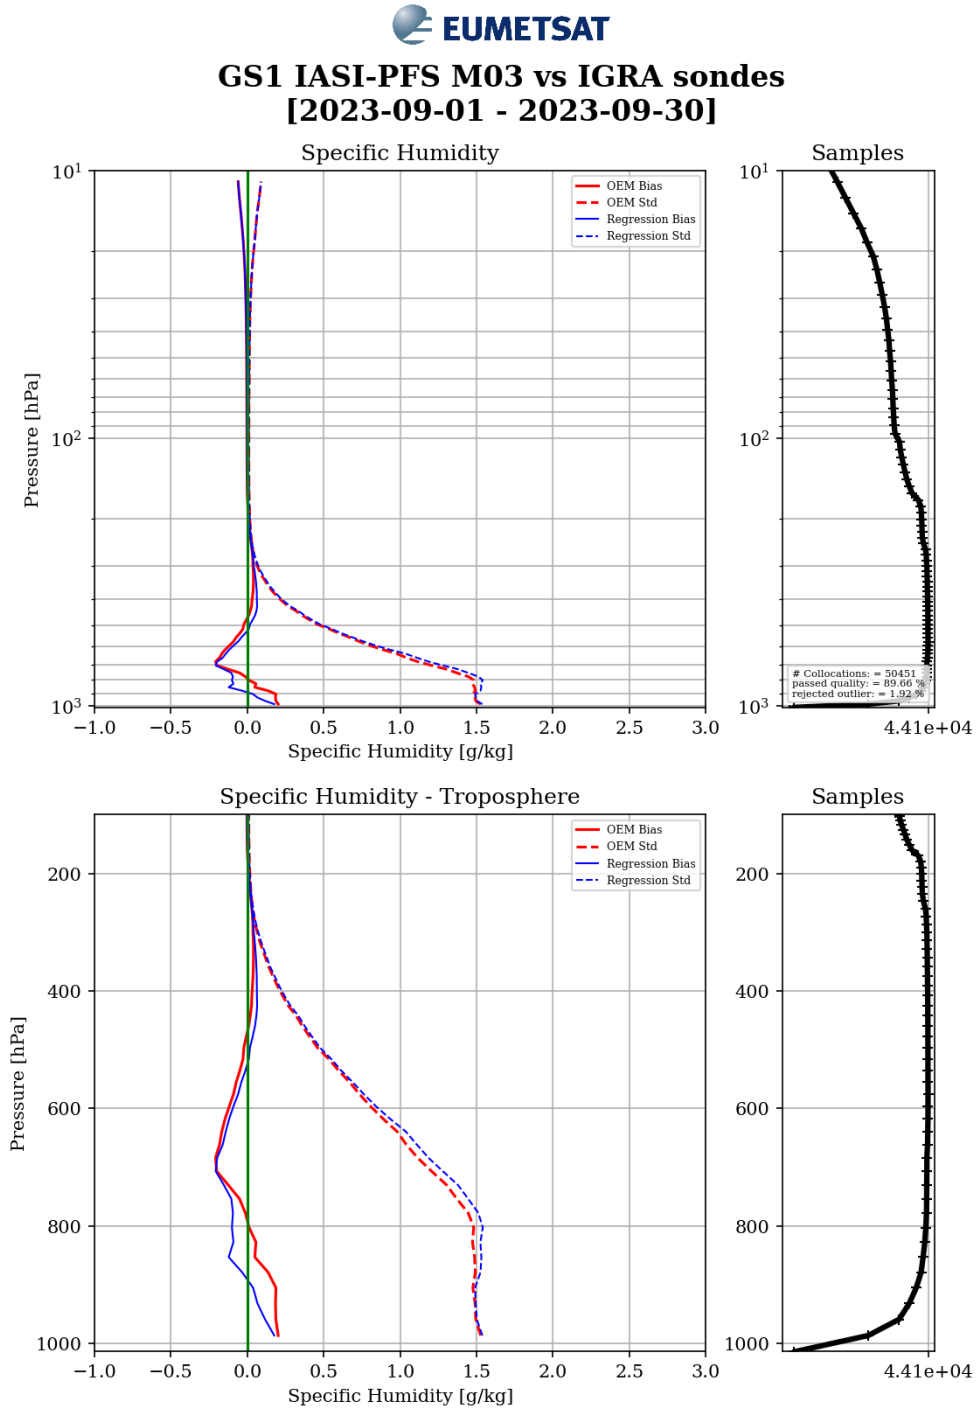 EUMETSAT
GS1 IASI-PFS M03 vs IGRA sondes
[2023-09-01 - 2023-09-30]
Specific Humidity
Samples
10¹
10²
10³
Pressure [hPa]
OEM Bias
OEM Std
Regression Bias
Regression Std
−1.0 −0.5 0.0 0.5 1.0 1.5 2.0 2.5 3.0
Specific Humidity [g/kg]
10¹
10²
10³
# Collocations: = 50451
passed quality: = 89.66 %
rejected outlier: = 1.92 %
4.41e+04
Specific Humidity - Troposphere
Samples
200
400
600
800
1000
Pressure [hPa]
OEM Bias
OEM Std
Regression Bias
Regression Std
−1.0 −0.5 0.0 0.5 1.0 1.5 2.0 2.5 3.0
Specific Humidity [g/kg]
200
400
600
800
1000
4.41e+04